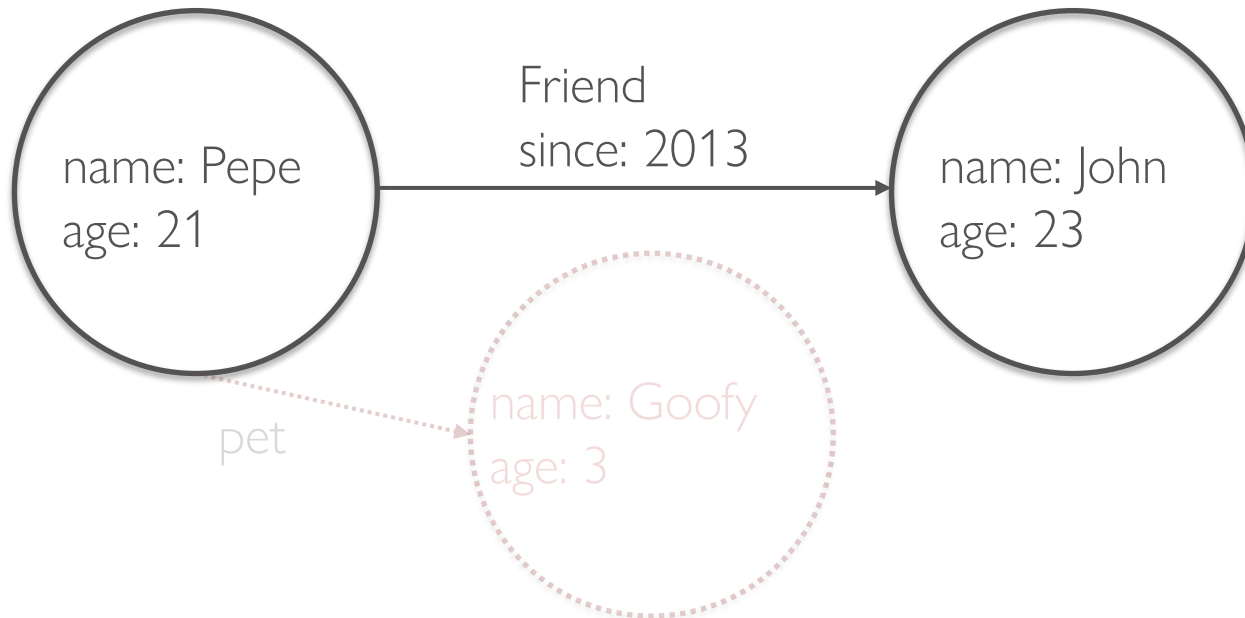 Friend
since: 2013
name: Pepe
age: 21
name: John
age: 23
pet
name: Goofy
age: 3